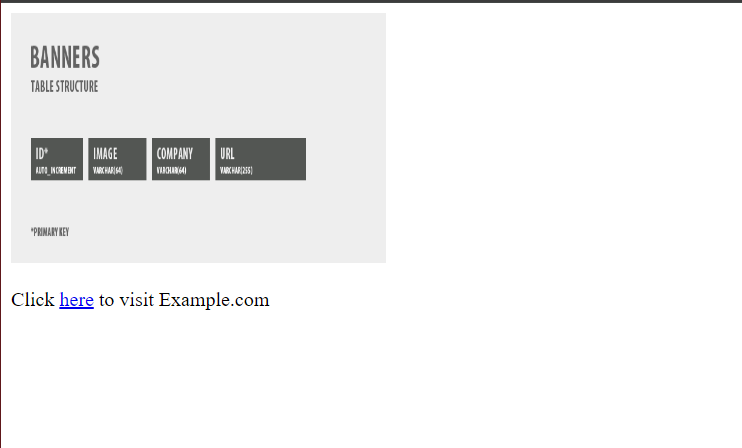 BANNERS
TABLE STRUCTURE
ID* IMAGE COMPANY URL
AUTO_INCREMENT VARCHAR(64) VARCHAR(64) VARCHAR(255)
*PRIMARY KEY
Click here to visit Example.com